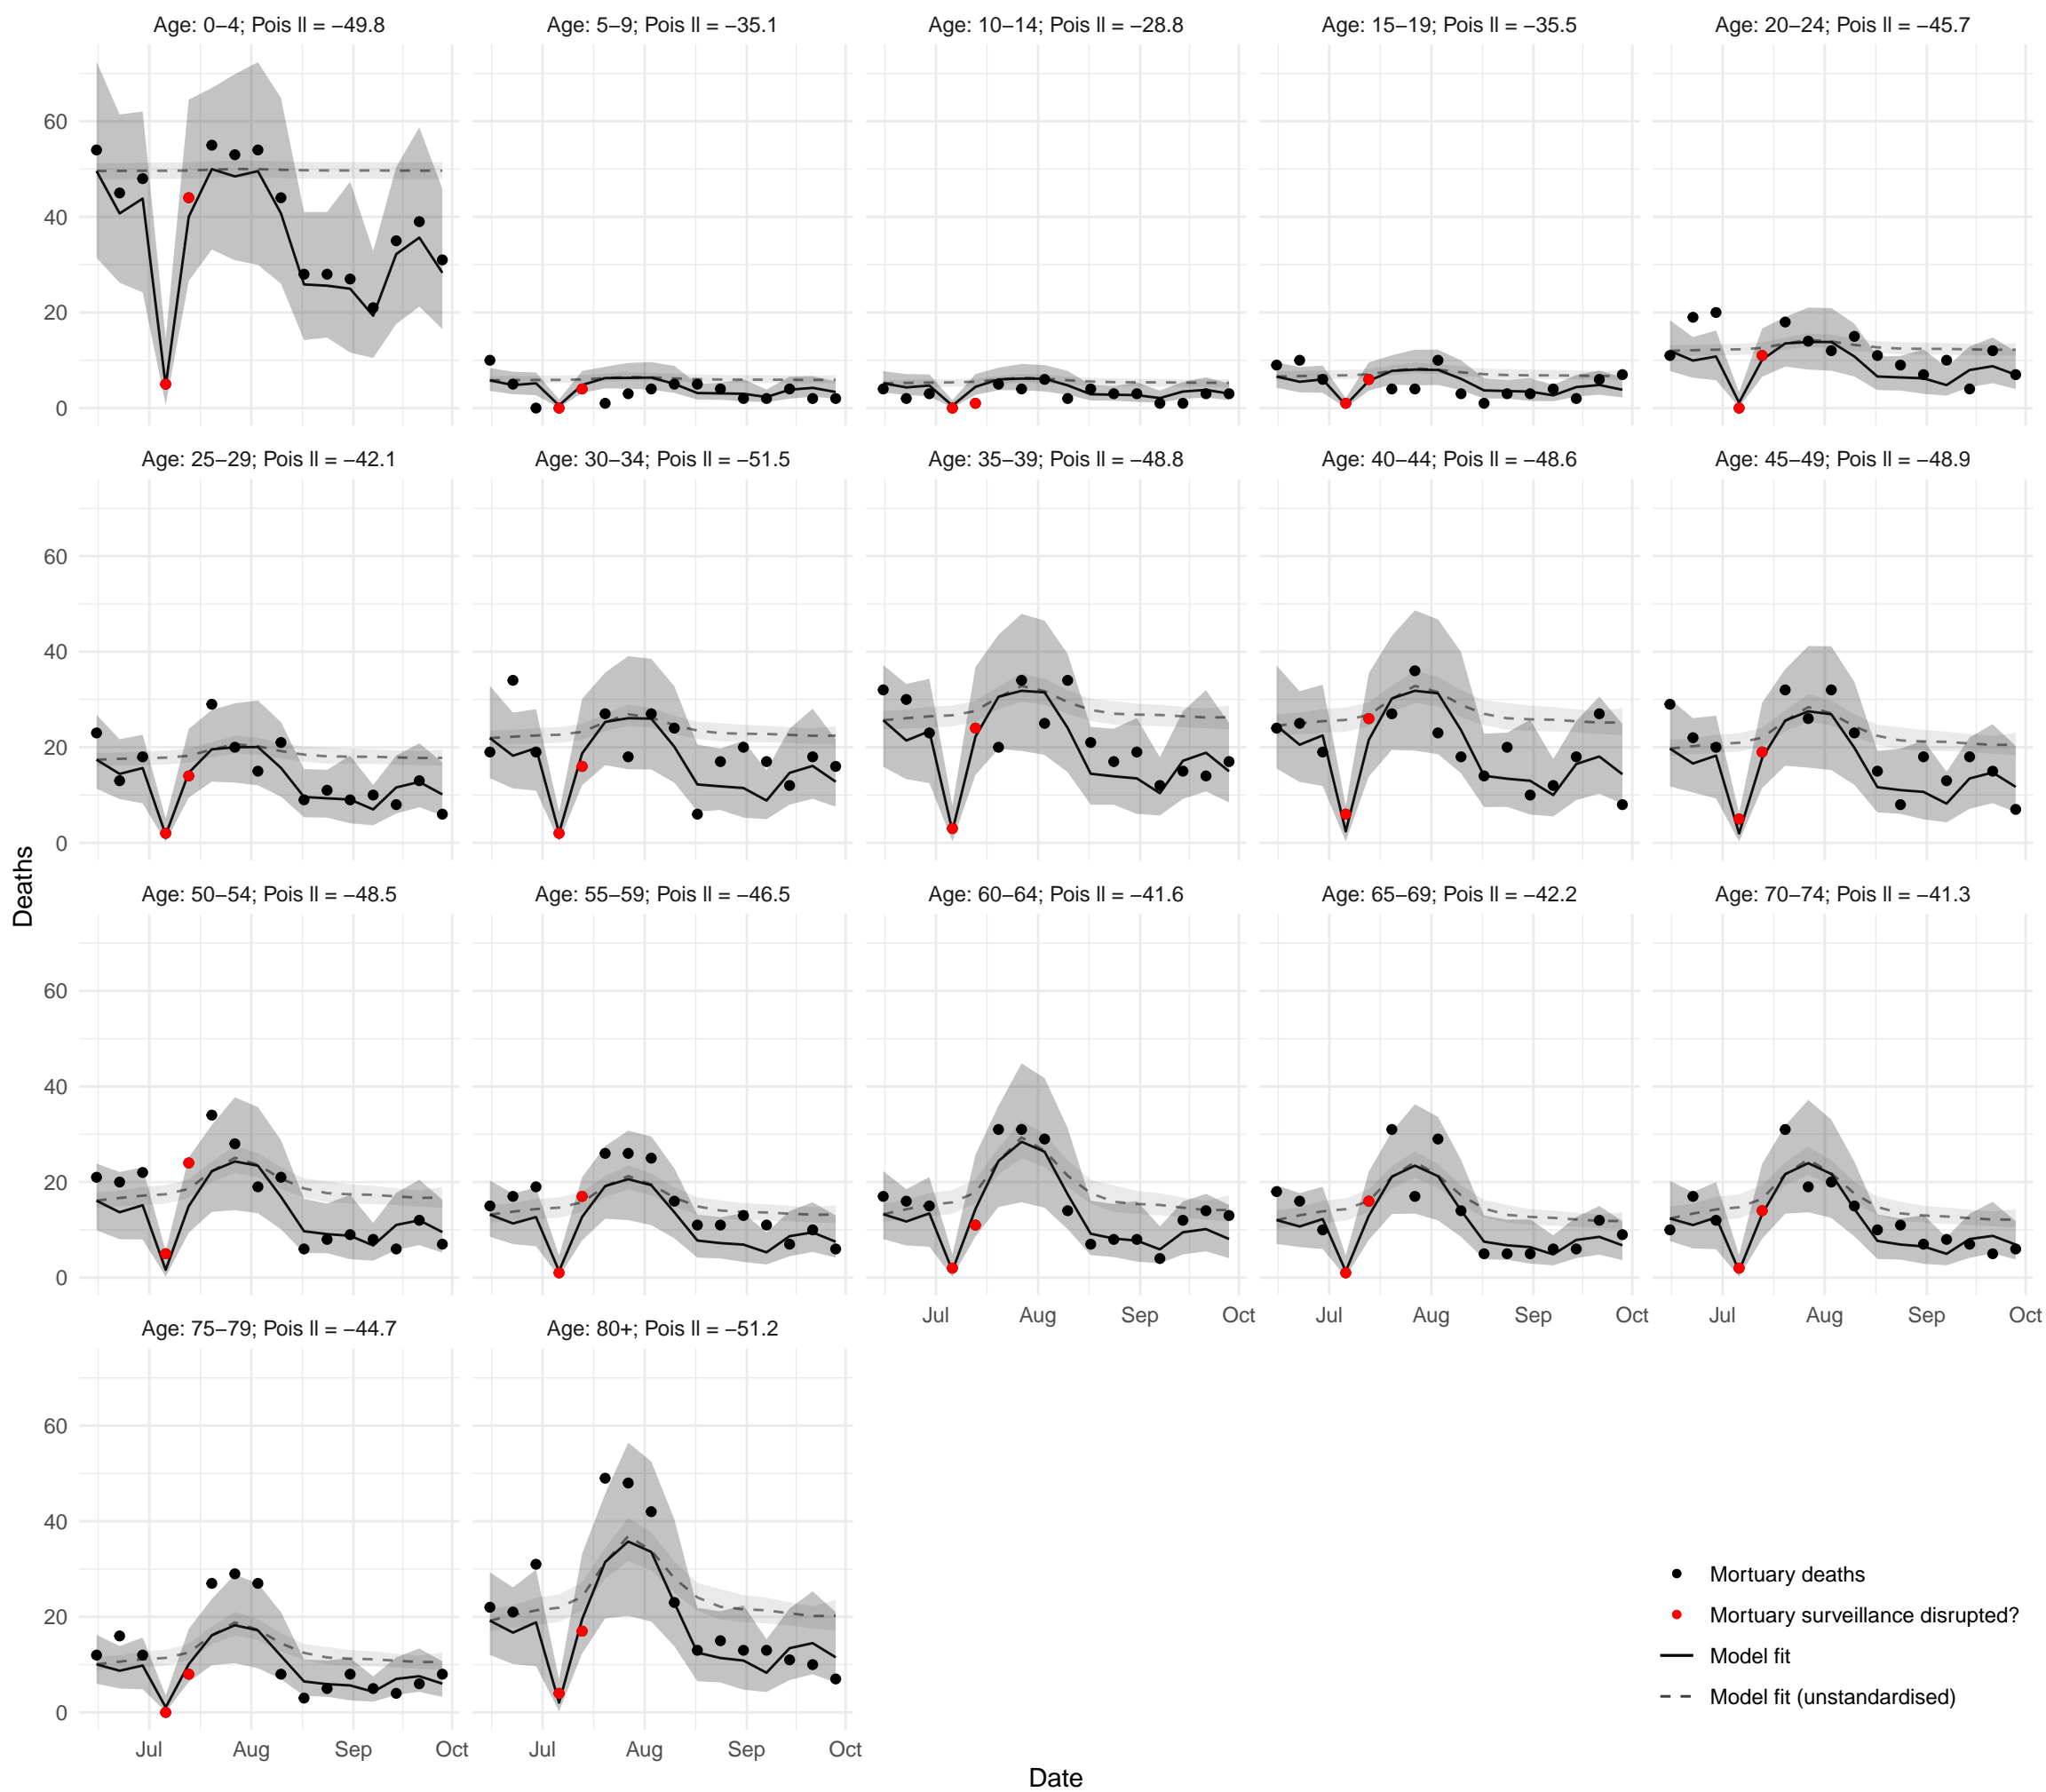 Age: 0−4; Pois ll = −49.8
Age: 5−9; Pois ll = −35.1
Age: 10−14; Pois ll = −28.8
Age: 15−19; Pois ll = −35.5
Age: 20−24; Pois ll = −45.7
60
40
20
0
Age: 25−29; Pois ll = −42.1
Age: 30−34; Pois ll = −51.5
Age: 35−39; Pois ll = −48.8
Age: 40−44; Pois ll = −48.6
Age: 45−49; Pois ll = −48.9
60
40
20
0
Deaths
Age: 50−54; Pois ll = −48.5
Age: 55−59; Pois ll = −46.5
Age: 60−64; Pois ll = −41.6
Age: 65−69; Pois ll = −42.2
Age: 70−74; Pois ll = −41.3
60
40
20
0
Jul Aug Sep Oct
Jul Aug Sep Oct
Jul Aug Sep Oct
Age: 75−79; Pois ll = −44.7
Age: 80+; Pois ll = −51.2
60
40
20
0
Jul Aug Sep Oct
Jul Aug Sep Oct
Mortuary deaths
Mortuary surveillance disrupted?
Model fit
Model fit (unstandardised)
Date